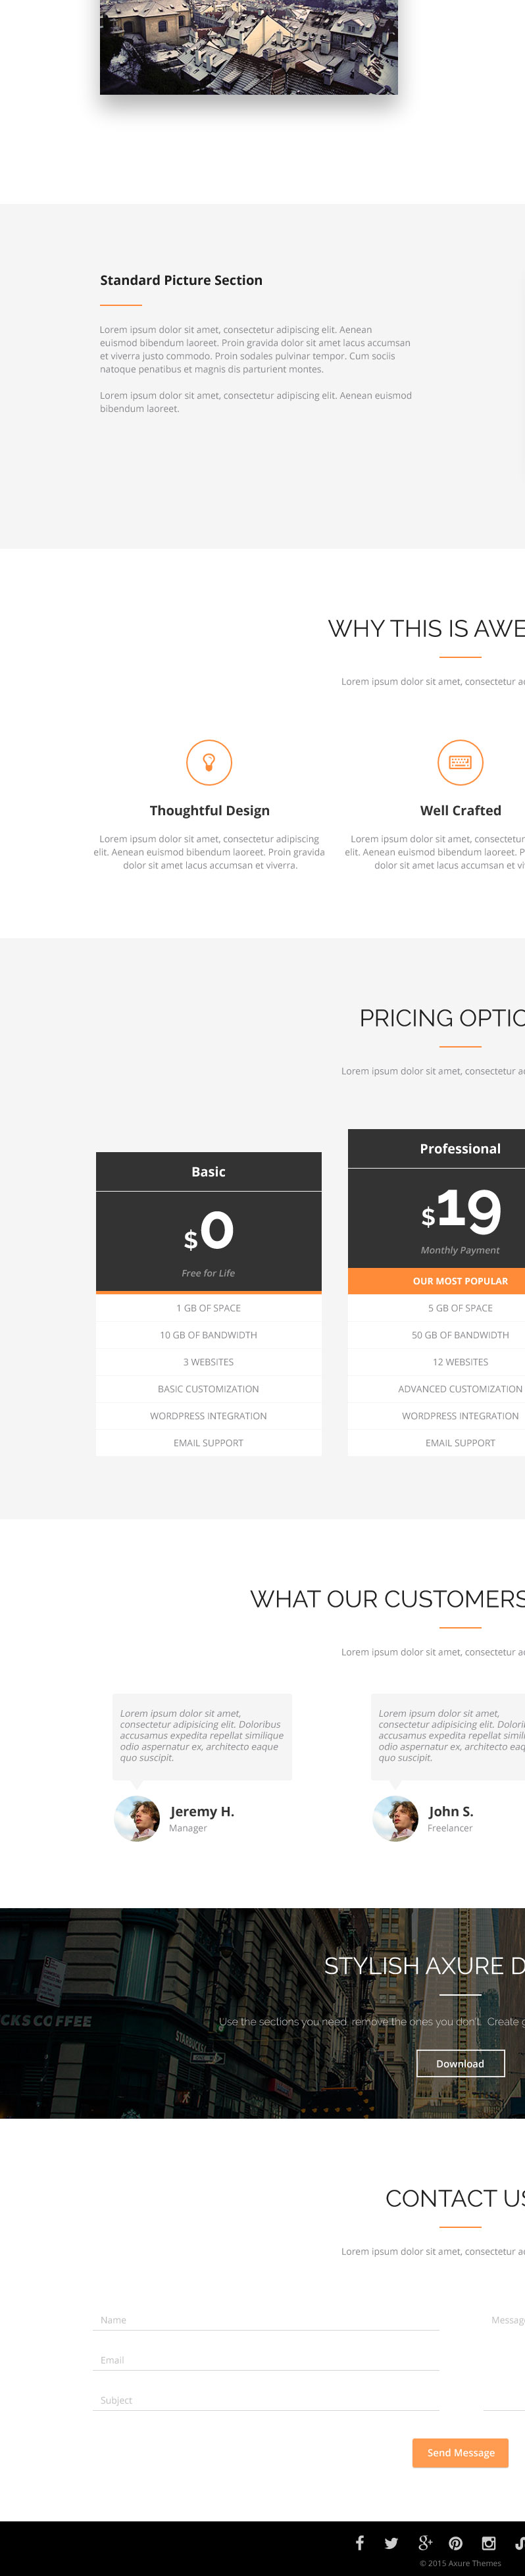 Standard Picture Section
Lorem ipsum dolor sit amet, consectetur adipiscing elit. Aenean
euismod bibendum laoreet. Proin gravida dolor sit amet lacus accumsan
et viverra justo commodo. Proin sodales pulvinar tempor. Cum sociis
natoque penatibus et magnis dis parturient montes.
Lorem ipsum dolor sit amet, consectetur adipiscing elit. Aenean euismod
bibendum laoreet.
WHY THIS IS AWE
Lorem ipsum dolor sit amet, consectetur a
Thoughtful Design
Lorem ipsum dolor sit amet, consectetur adipiscing
elit. Aenean euismod bibendum laoreet. Proin gravida
dolor sit amet lacus accumsan et viverra.
Well Crafted
Lorem ipsum dolor sit amet, consectetur
elit. Aenean euismod bibendum laoreet. P
dolor sit amet lacus accumsan et vi
PRICING OPTIO
Lorem ipsum dolor sit amet, consectetur a
Basic
$0
Free for Life
1 GB OF SPACE
10 GB OF BANDWIDTH
3 WEBSITES
BASIC CUSTOMIZATION
WORDPRESS INTEGRATION
EMAIL SUPPORT
Professional
$19
Monthly Payment
OUR MOST POPULAR
5 GB OF SPACE
50 GB OF BANDWIDTH
12 WEBSITES
ADVANCED CUSTOMIZATION
WORDPRESS INTEGRATION
EMAIL SUPPORT
WHAT OUR CUSTOMERS
Lorem ipsum dolor sit amet, consectetur a
Lorem ipsum dolor sit amet,
consectetur adipisicing elit. Doloribus
accusamus expedita repellat similique
odio aspernatur ex, architecto eaque
quo suscipit.
Jeremy H.
Manager
Lorem ipsum dolor sit amet,
consectetur adipisicing elit. Dolori
accusamus expedita repellat simili
odio aspernatur ex, architecto eaq
quo suscipit.
John S.
Freelancer
STYLISH AXURE D
Use the sections you need, remove the ones you don't. Create
CKS COFFEE
STARBUCKS
Download
CONTACT US
Lorem ipsum dolor sit amet, consectetur a
Name
Email
Subject
Messag
Send Message
© 2015 Axure Themes